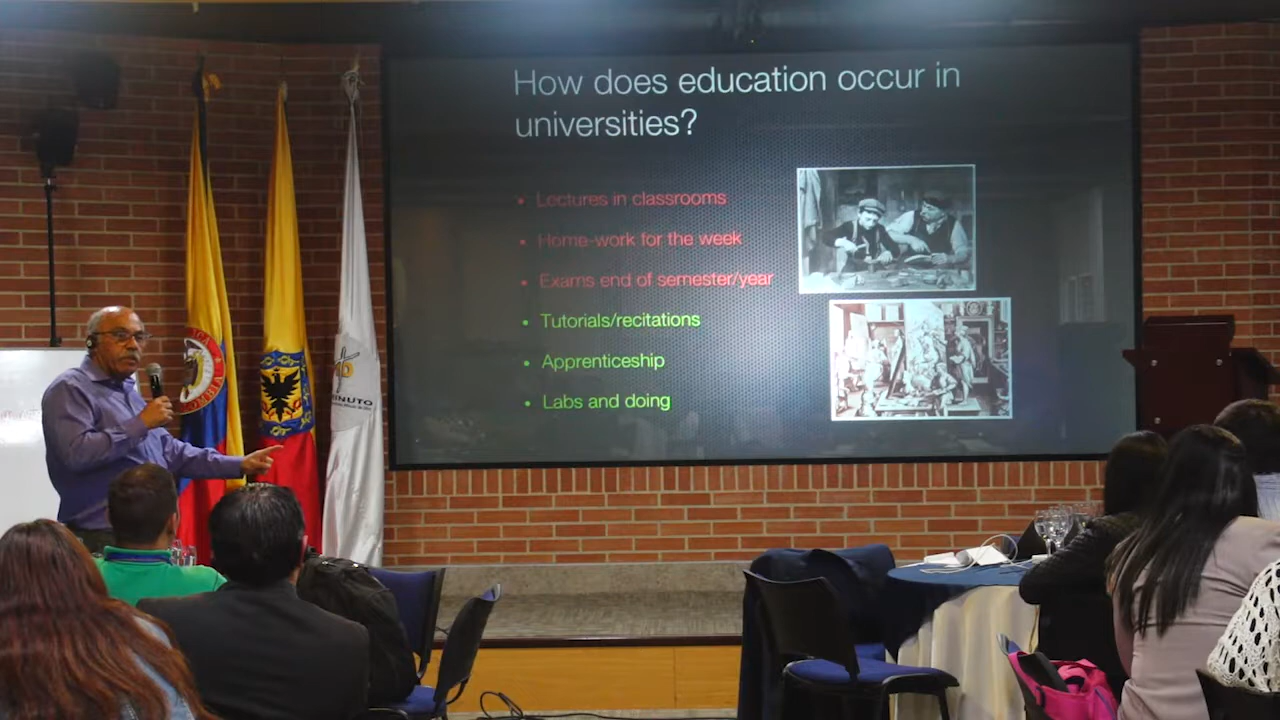 How does education occur in
universities?
• Lectures in classrooms
• Home-work for the week
• Exams end of semester/year
• Tutorials/recitations
• Apprenticeship
• Labs and doing
MINUTO